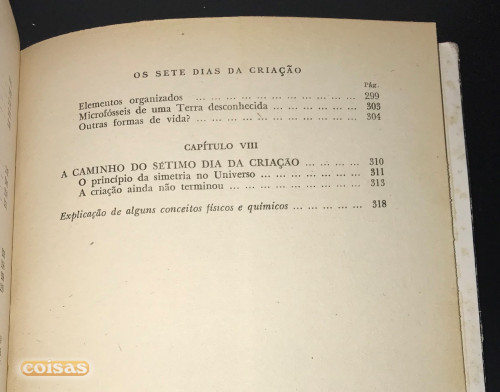 OS SETE DIAS DA CRIAÇÃO
Pág.
Elementos organizados ... ... ... ... ... ... ... ... ... 299
Microfósseis de uma Terra desconhecida ... ... ... ... ... 303
Outras formas de vida? ... ... ... ... ... ... ... ... ... 304
CAPÍTULO VIII
A CAMINHO DO SÉTIMO DIA DA CRIAÇÃO ... ... ... ... 310
O princípio da simetria no Universo ... ... ... ... ... ... 311
A criação ainda não terminou ... ... ... ... ... ... ... ... 313
Explicação de alguns conceitos físicos e químicos ... ... ... ... ... 318
coisas